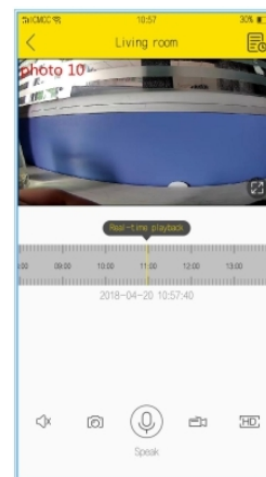 CMCC 10:57 30%
Living room
photo 10
Real-time playback
:00 09:00 10:00 11:00 12:00 13:00
2018-04-20 10:57:40
HD
Speak